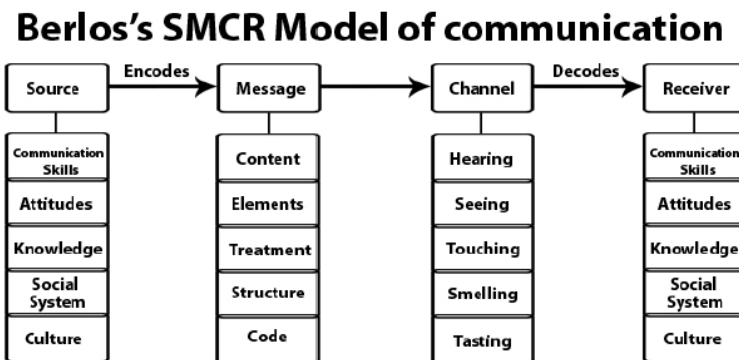 Berlos's SMCR Model of communication
Encodes
Decodes
Source
Message
Channel
Receiver
Communication
Skills
Content
Hearing
Communication
Skills
Attitudes
Elements
Seeing
Attitudes
Knowledge
Treatment
Touching
Knowledge
Social
System
Structure
Smelling
Social
System
Culture
Code
Tasting
Culture